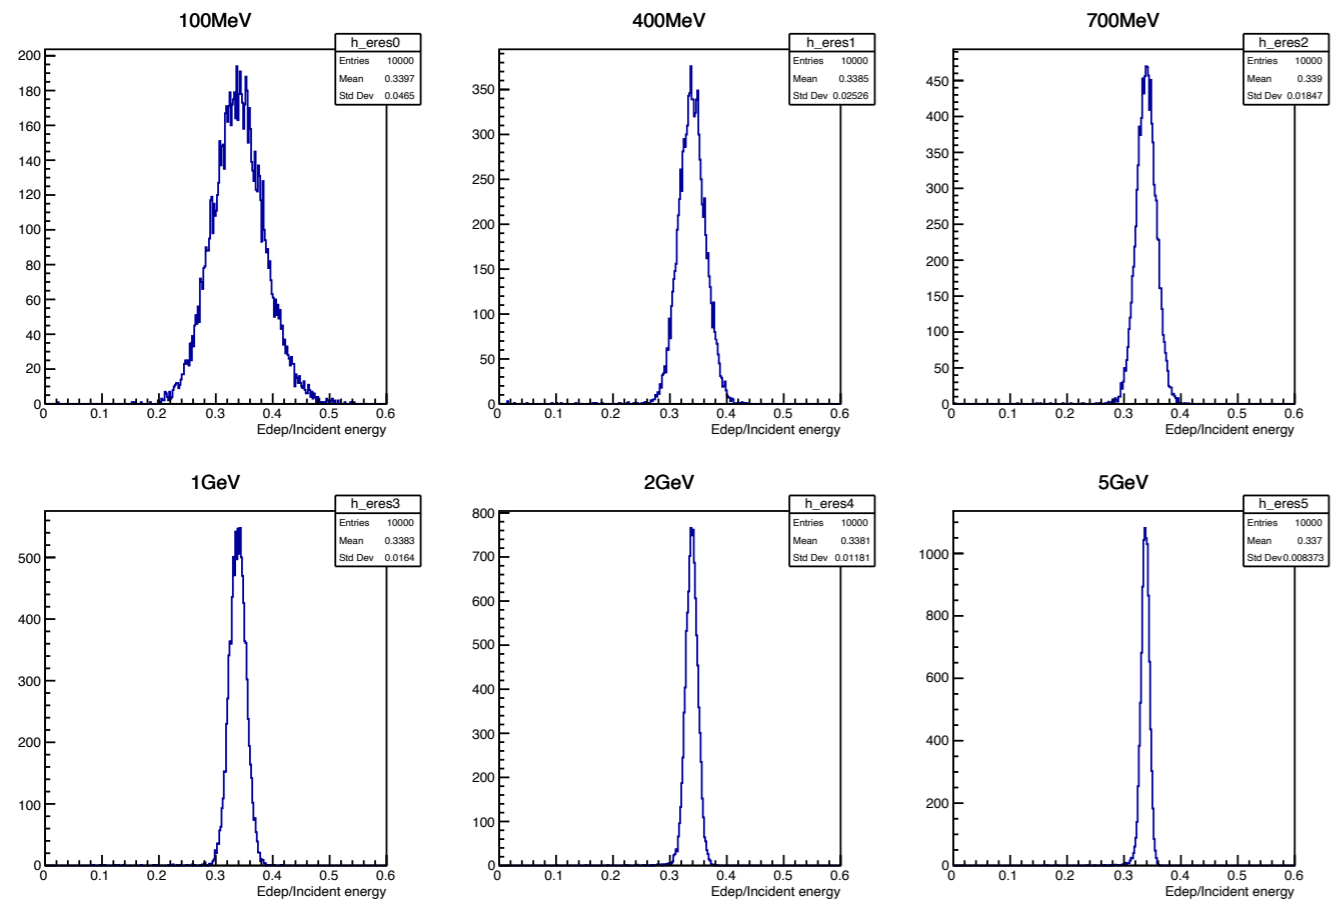 100MeV
h_eres0
Entries 10000
Mean 0.3397
Std Dev 0.0465
200
180
160
140
120
100
80
60
40
20
0
0 0.1 0.2 0.3 0.4 0.5 0.6
Edep/Incident energy
400MeV
h_eres1
Entries 10000
Mean 0.3385
Std Dev 0.02526
350
300
250
200
150
100
50
0
0 0.1 0.2 0.3 0.4 0.5 0.6
Edep/Incident energy
700MeV
h_eres2
Entries 10000
Mean 0.339
Std Dev 0.01847
450
400
350
300
250
200
150
100
50
0
0 0.1 0.2 0.3 0.4 0.5 0.6
Edep/Incident energy
1GeV
h_eres3
Entries 10000
Mean 0.3383
Std Dev 0.0164
500
400
300
200
100
0
0 0.1 0.2 0.3 0.4 0.5 0.6
Edep/Incident energy
2GeV
h_eres4
Entries 10000
Mean 0.3381
Std Dev 0.01181
800
700
600
500
400
300
200
100
0
0 0.1 0.2 0.3 0.4 0.5 0.6
Edep/Incident energy
5GeV
h_eres5
Entries 10000
Mean 0.337
Std Dev 0.008373
1000
800
600
400
200
0
0 0.1 0.2 0.3 0.4 0.5 0.6
Edep/Incident energy